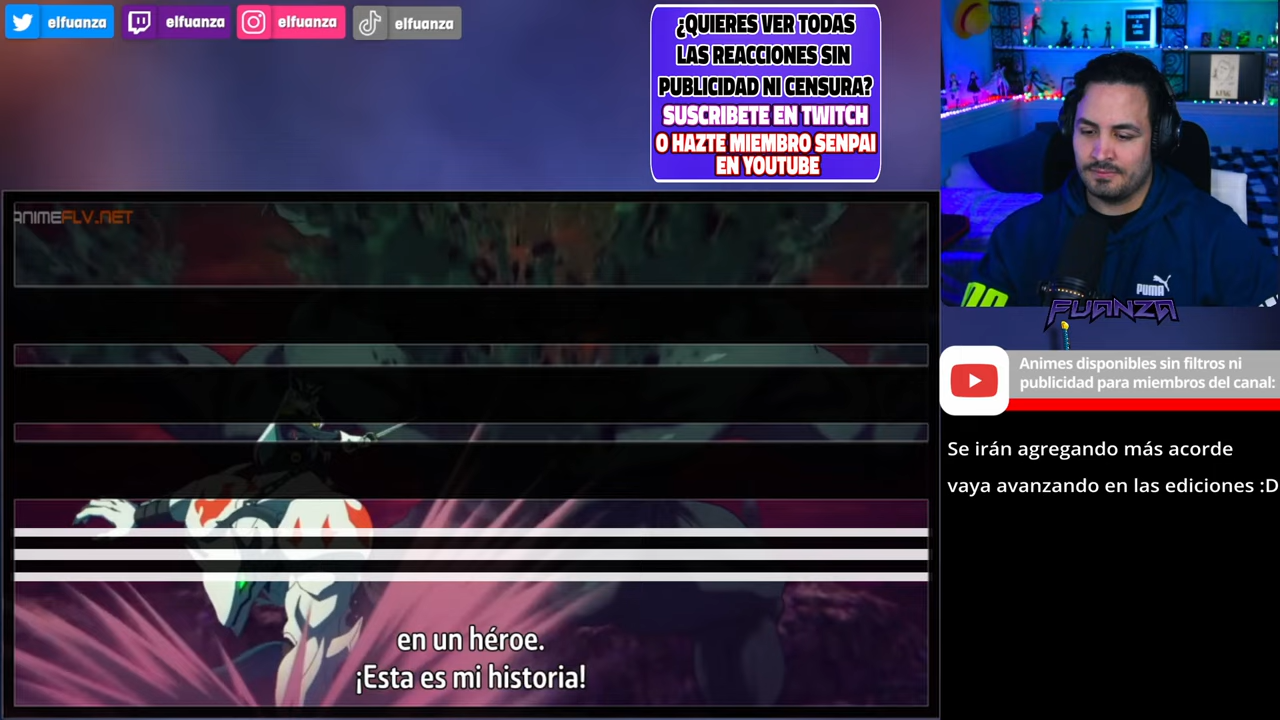 elfuanza elfuanza elfuanza elfuanza
¿QUIERES VER TODAS
LAS REACCIONES SIN
PUBLICIDAD NI CENSURA?
SUSCRIBETE EN TWITCH
O HAZTE MIEMBRO SENPAI
EN YOUTUBE
ANIMEFLV.NET
PUMA
FUANZA
Animes disponibles sin filtros ni
publicidad para miembros del canal:
Se irán agregando más acorde
vaya avanzando en las ediciones :D
en un héroe.
¡Esta es mi historia!